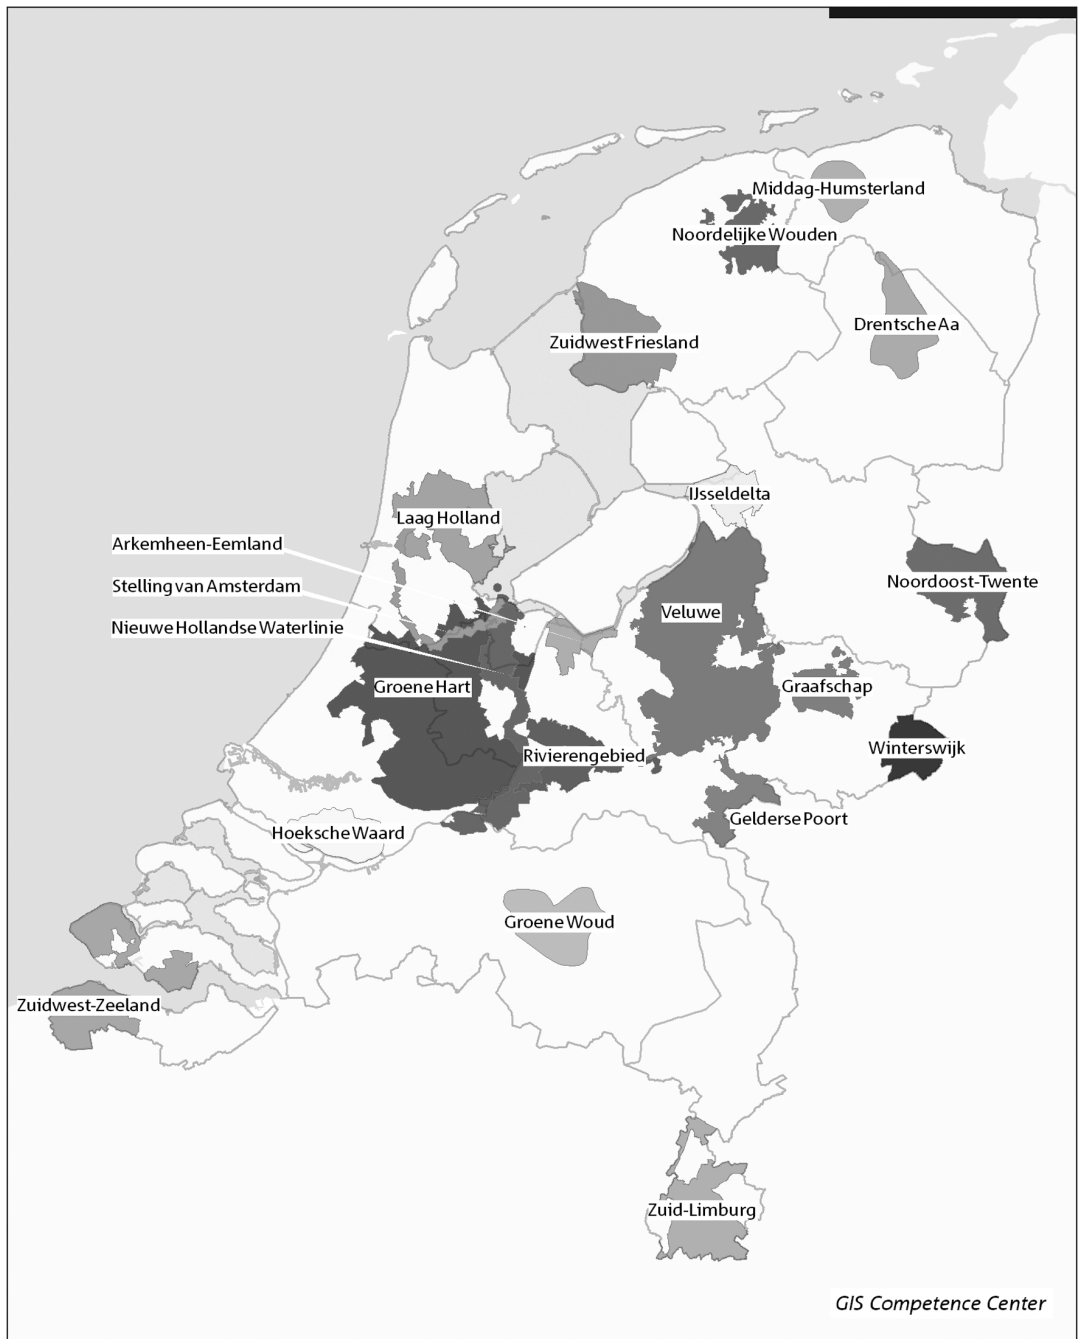 Middag-Humsterland
Noordelijke Wouden
Drentsche Aa
Zuidwest Friesland
IJsseldelta
Laag Holland
Arkemheen-Eemland
Noordoost-Twente
Stelling van Amsterdam
Veluwe
Nieuwe Hollandse Waterlinie
Groene Hart
Graafschap
Winterswijk
Rivierengebied
Gelderse Poort
Hoeksche Waard
Groene Woud
Zuidwest-Zeeland
Zuid-Limburg
GIS Competence Center